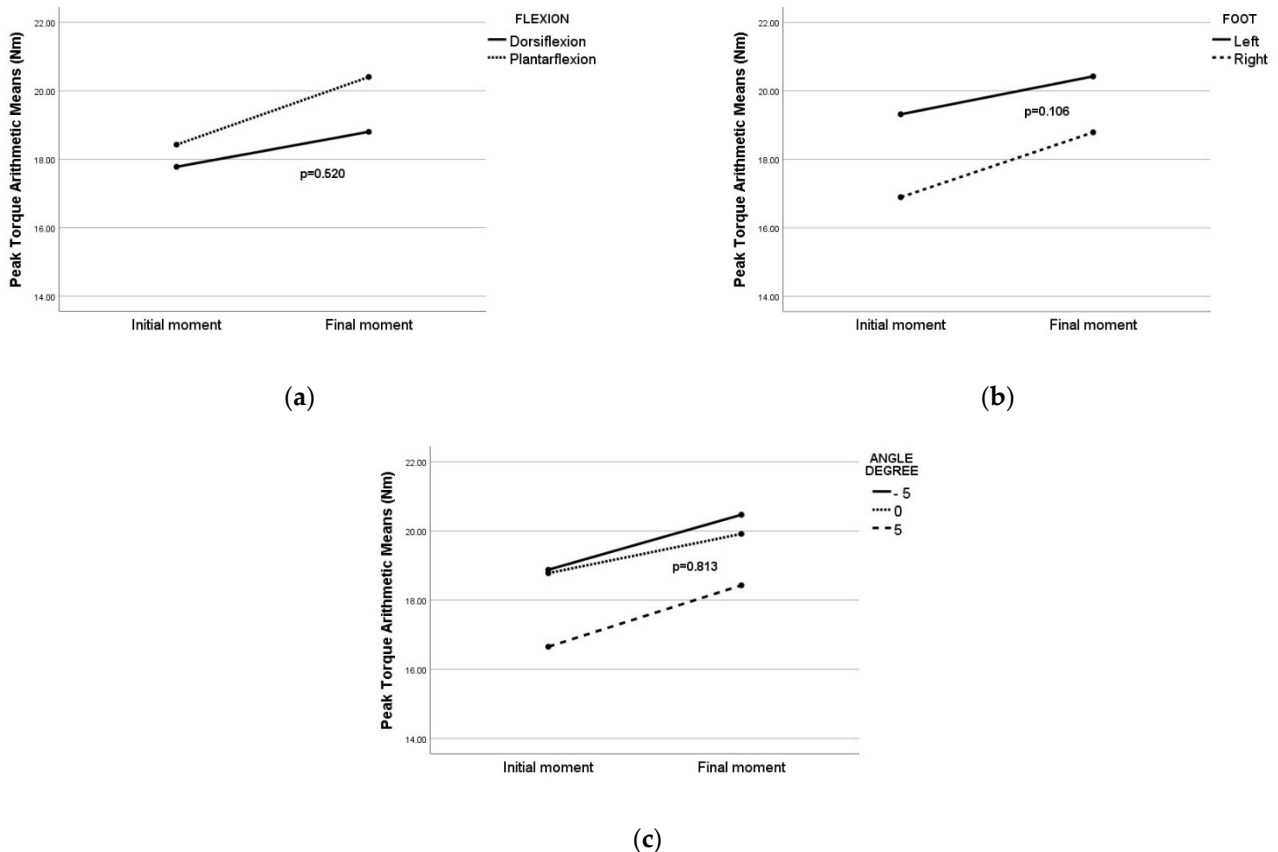 FLEXION
Dorsiflexion
Plantarflexion
Peak Torque Arithmetic Means (Nm)
22.00
20.00
18.00
16.00
14.00
p=0.520
Initial moment
Final moment
(a)
FOOT
Left
Right
Peak Torque Arithmetic Means (Nm)
22.00
20.00
18.00
16.00
14.00
p=0.106
Initial moment
Final moment
(b)
ANGLE
DEGREE
- 5
0
5
Peak Torque Arithmetic Means (Nm)
22.00
20.00
18.00
16.00
14.00
p=0.813
Initial moment
Final moment
(c)